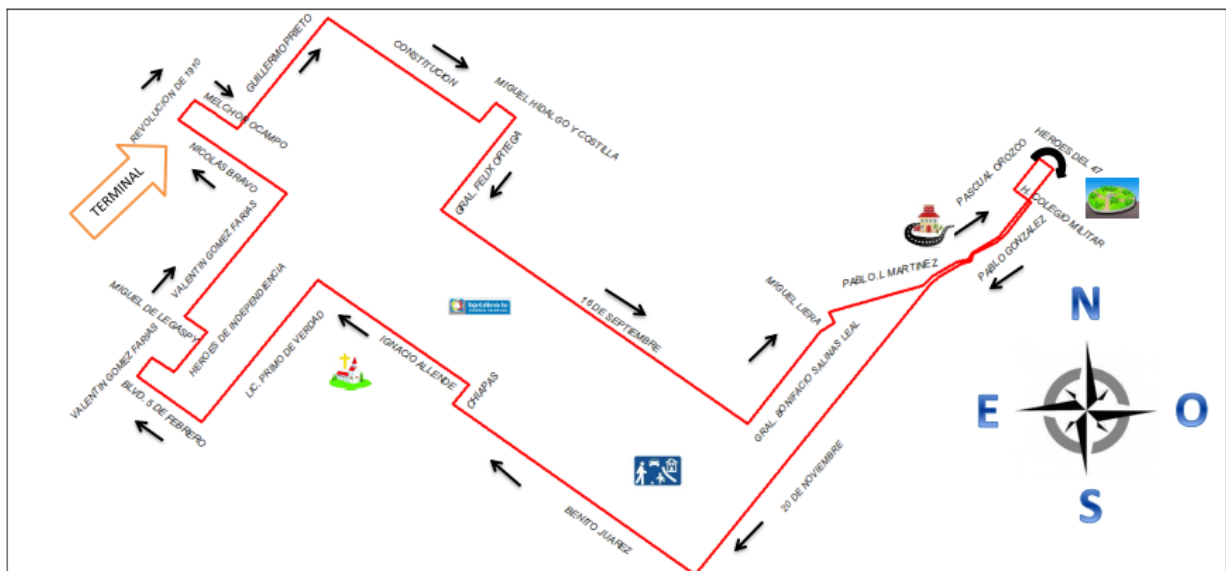 GUILLERMO PRIETO
CONSTITUCION
REVOLUCION DE 1910
MELCHOR OCAMPO
MIGUEL HIDALGO Y COSTILLA
NICOLAS BRAVO
TERMINAL
GRAL. FELIX ORTEGA
HEROES DEL 47
PASCUAL OROZCO
H. COLEGIO MILITAR
PABLO GONZALEZ
PABLO. L MARTINEZ
VALENTIN GOMEZ FARIAS
MIGUEL DE LEGASPY
HEROES DE INDEPENDENCIA
MIGUEL LIERA
16 DE SEPTIEMBRE
VALENTIN GOMEZ FARIAS
BLVD. 5 DE FEBRERO
LIC. PRIMO DE VERDAD
IGNACIO ALLENDE
CHIAPAS
GRAL. BONIFACIO SALINAS LEAL
20 DE NOVIEMBRE
BENITO JUAREZ
Baja California Sur
N
E
O
S